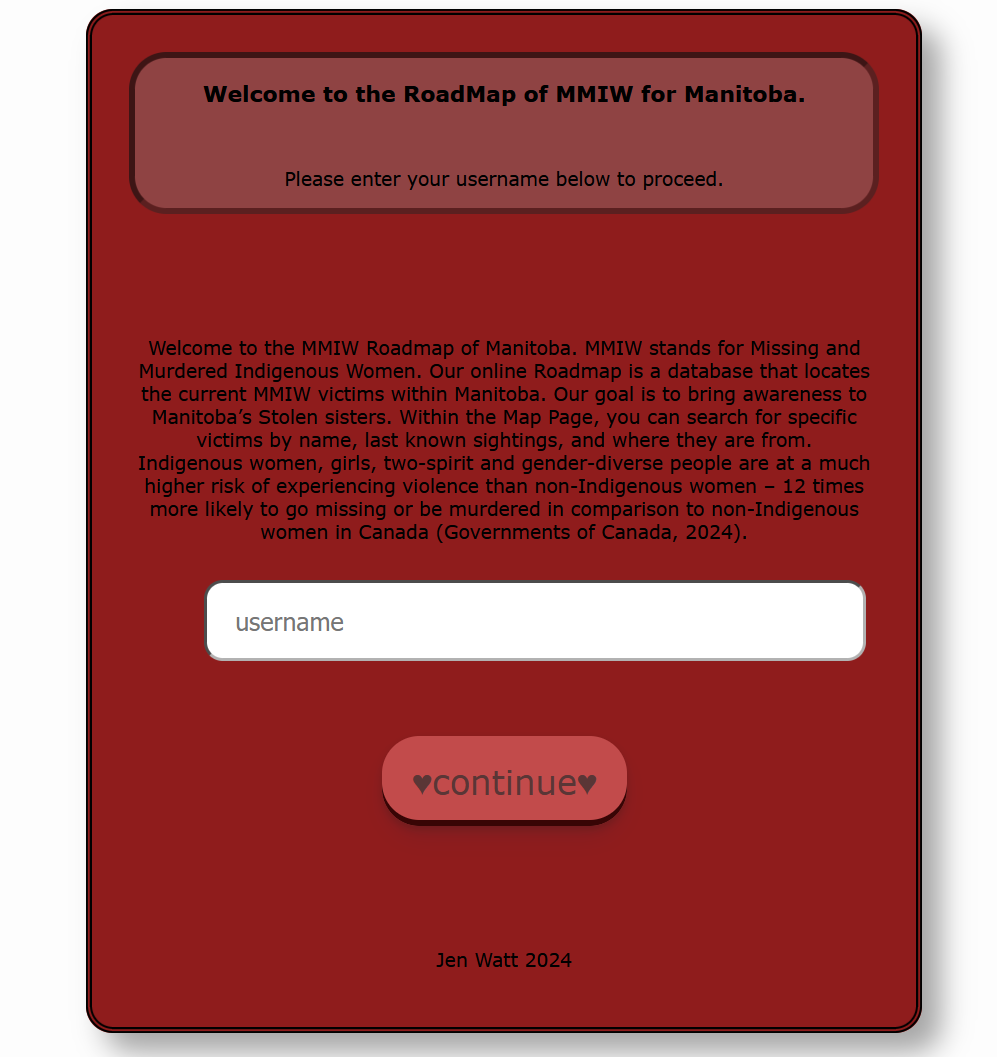 Welcome to the RoadMap of MMIW for Manitoba.
Please enter your username below to proceed.
Welcome to the MMIW Roadmap of Manitoba. MMIW stands for Missing and
Murdered Indigenous Women. Our online Roadmap is a database that locates
the current MMIW victims within Manitoba. Our goal is to bring awareness to
Manitoba’s Stolen sisters. Within the Map Page, you can search for specific
victims by name, last known sightings, and where they are from.
Indigenous women, girls, two-spirit and gender-diverse people are at a much
higher risk of experiencing violence than non-Indigenous women – 12 times
more likely to go missing or be murdered in comparison to non-Indigenous
women in Canada (Governments of Canada, 2024).
username
♥continue♥
Jen Watt 2024